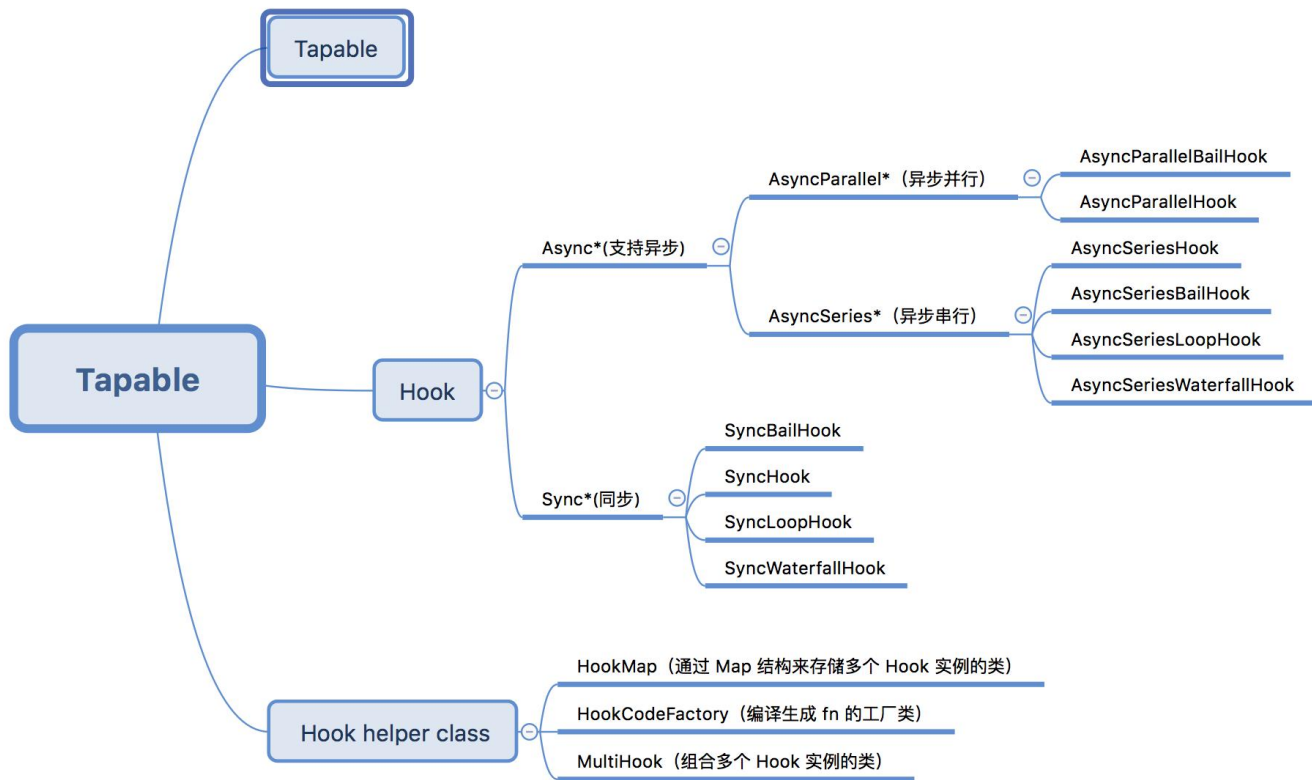 Tapable
Tapable
Hook
Async*(支持异步)
AsyncParallel*（异步并行）
AsyncParallelBailHook
AsyncParallelHook
AsyncSeries*（异步串行）
AsyncSeriesHook
AsyncSeriesBailHook
AsyncSeriesLoopHook
AsyncSeriesWaterfallHook
Sync*(同步)
SyncBailHook
SyncHook
SyncLoopHook
SyncWaterfallHook
Hook helper class
HookMap（通过 Map 结构来存储多个 Hook 实例的类）
HookCodeFactory（编译生成 fn 的工厂类）
MultiHook（组合多个 Hook 实例的类）